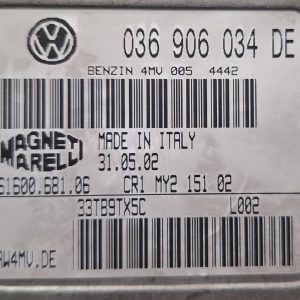 036 906 034 DE
BENZIN 4MV 005 4442
MAGNETI MARELLI
MADE IN ITALY
31.05.02
61600.681.06 CR1 MY2 151 02
33TB9TX5C L002
AW4MV.DE